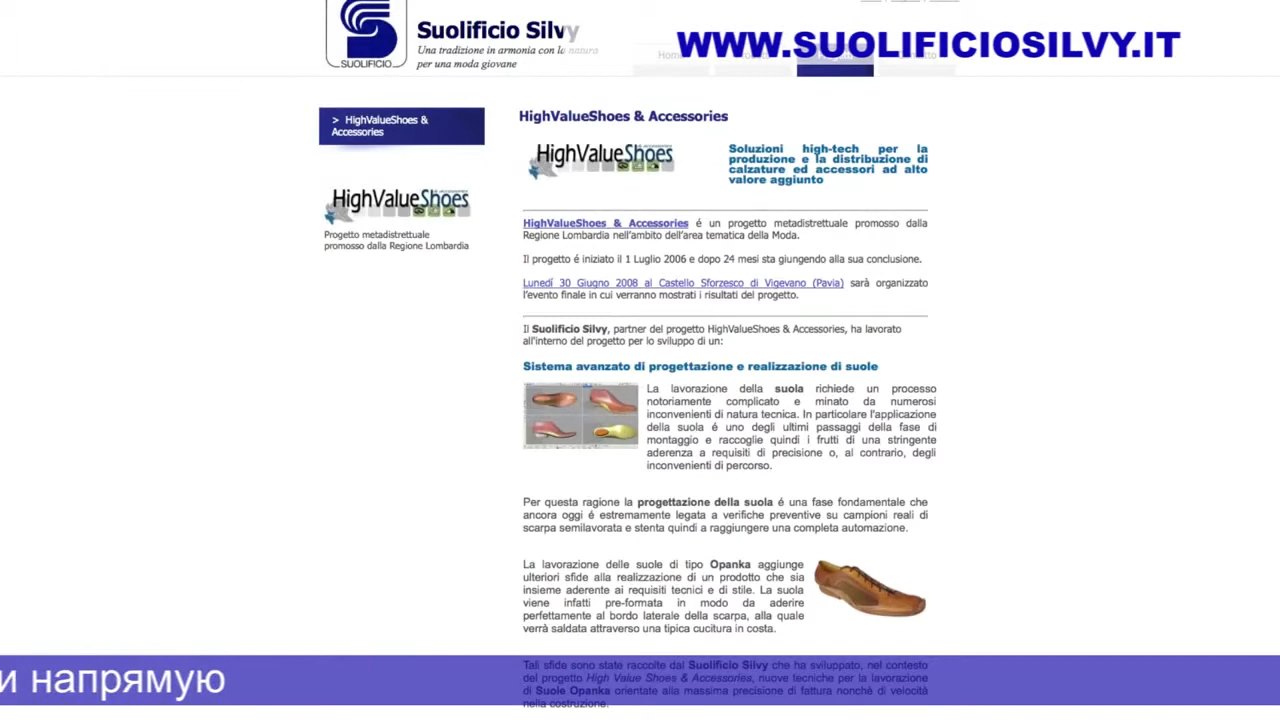 Suolificio Silvy
Una tradizione in armonia con la natura
per una moda giovane
SUOLIFICIO
WWW.SUOLIFICIOSILVY.IT
Home
> HighValueShoes &
Accessories
HighValueShoes
Progetto metadistrettuale
promosso dalla Regione Lombardia
HighValueShoes & Accessories
HighValueShoes
Soluzioni high-tech per la
produzione e la distribuzione di
calzature ed accessori ad alto
valore aggiunto
HighValueShoes & Accessories é un progetto metadistrettuale promosso dalla
Regione Lombardia nell'ambito dell'area tematica della Moda.
Il progetto é iniziato il 1 Luglio 2006 e dopo 24 mesi sta giungendo alla sua conclusione.
Lunedí 30 Giugno 2008 al Castello Sforzesco di Vigevano (Pavia) sarà organizzato
l'evento finale in cui verranno mostrati i risultati del progetto.
Il Suolificio Silvy, partner del progetto HighValueShoes & Accessories, ha lavorato
all'interno del progetto per lo sviluppo di un:
Sistema avanzato di progettazione e realizzazione di suole
La lavorazione della suola richiede un processo
notoriamente complicato e minato da numerosi
inconvenienti di natura tecnica. In particolare l'applicazione
della suola é uno degli ultimi passaggi della fase di
montaggio e raccoglie quindi i frutti di una stringente
aderenza a requisiti di precisione o, al contrario, degli
inconvenienti di percorso.
Per questa ragione la progettazione della suola é una fase fondamentale che
ancora oggi é estremamente legata a verifiche preventive su campioni reali di
scarpa semilavorata e stenta quindi a raggiungere una completa automazione.
La lavorazione delle suole di tipo Opanka aggiunge
ulteriori sfide alla realizzazione di un prodotto che sia
insieme aderente ai requisiti tecnici e di stile. La suola
viene infatti pre-formata in modo da aderire
perfettamente al bordo laterale della scarpa, alla quale
verrà saldata attraverso una tipica cucitura in costa.
Tali sfide sono state raccolte dal Suolificio Silvy che ha sviluppato, nel contesto
del progetto High Value Shoes & Accessories, nuove tecniche per la lavorazione
di Suole Opanka orientate alla massima precisione di fattura nonchè di velocità
nella costruzione.
и напрямую